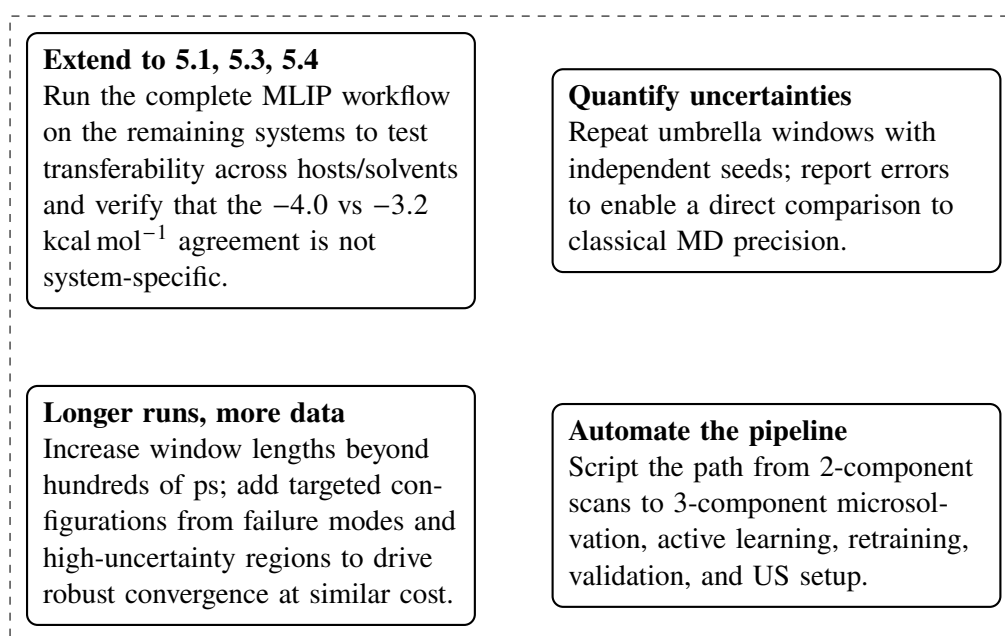 Extend to 5.1, 5.3, 5.4
Run the complete MLIP workflow
on the remaining systems to test
transferability across hosts/solvents
and verify that the −4.0 vs −3.2
kcal mol⁻¹ agreement is not
system-specific.
Quantify uncertainties
Repeat umbrella windows with
independent seeds; report errors
to enable a direct comparison to
classical MD precision.
Longer runs, more data
Increase window lengths beyond
hundreds of ps; add targeted con-
figurations from failure modes and
high-uncertainty regions to drive
robust convergence at similar cost.
Automate the pipeline
Script the path from 2-component
scans to 3-component microsol-
vation, active learning, retraining,
validation, and US setup.